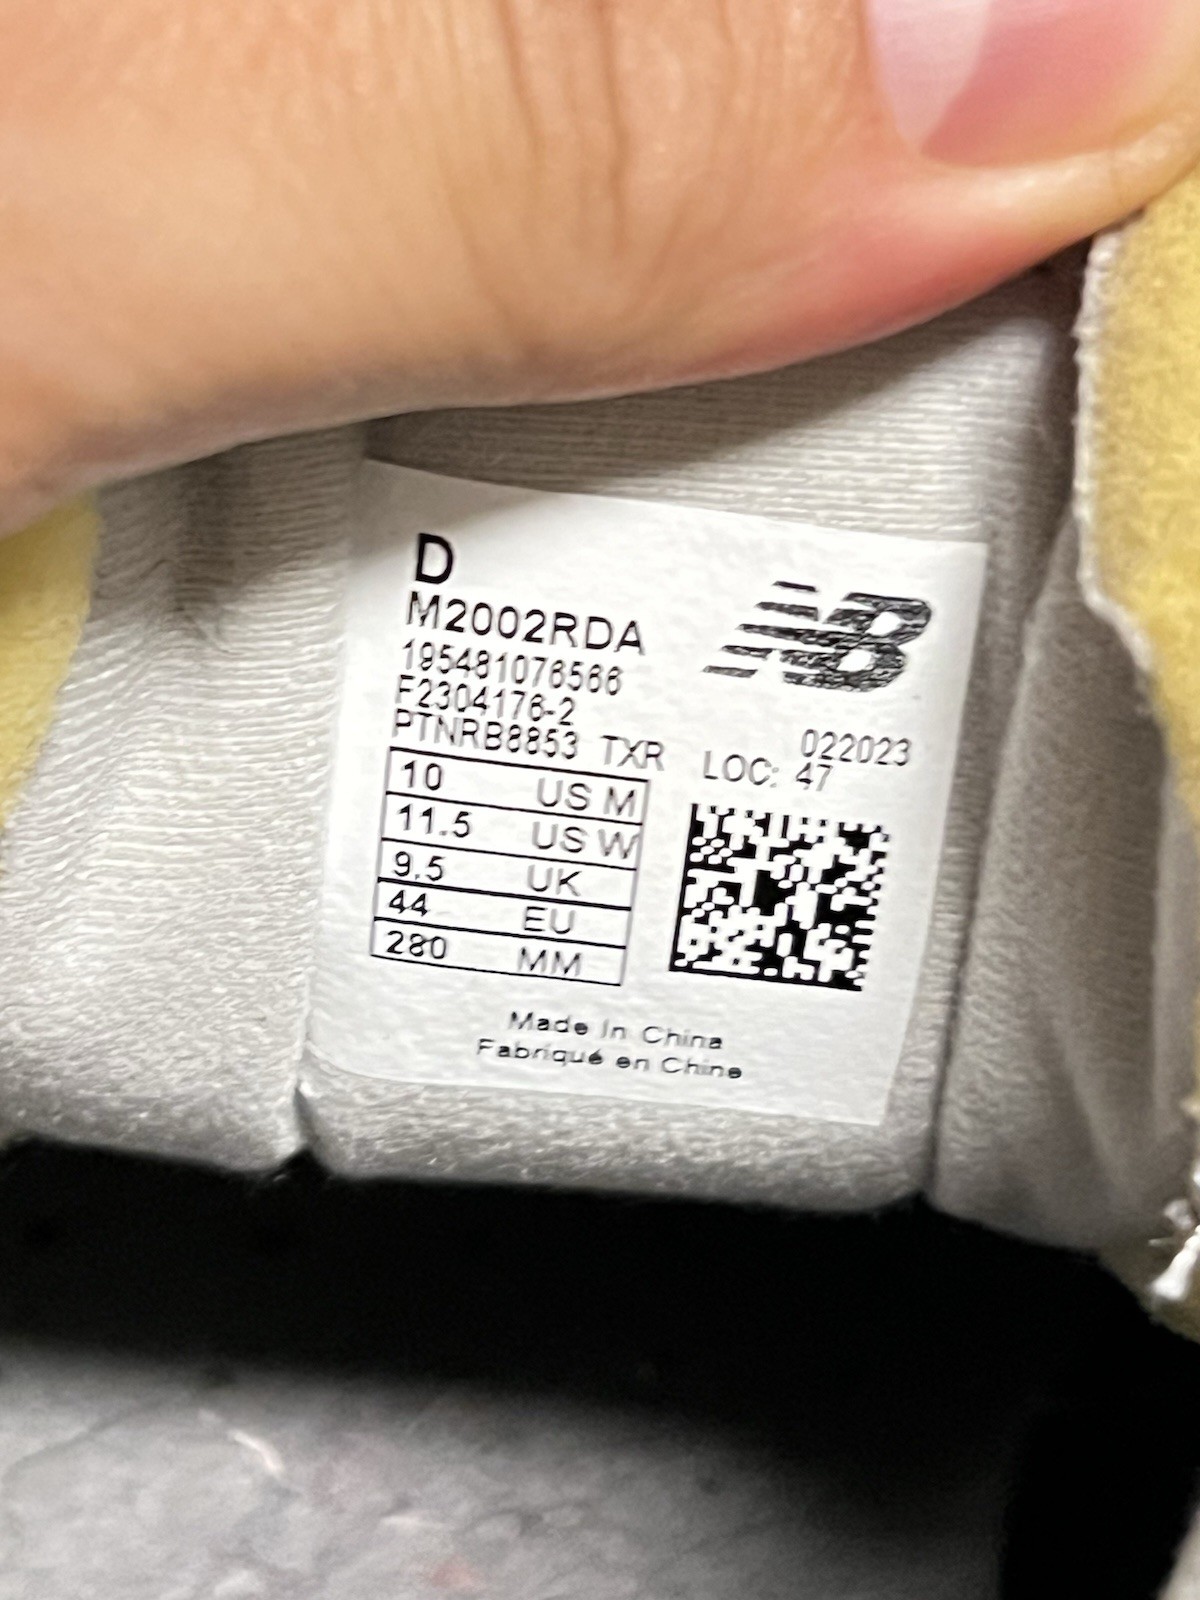 D
M2002RDA
NB
195481076566
F2304176-2
022023
PTNRB8853 TXR LOC: 47
10 US M
11.5 US W
9.5 UK
44 EU
280 MM
Made In China
Fabriqué en Chine